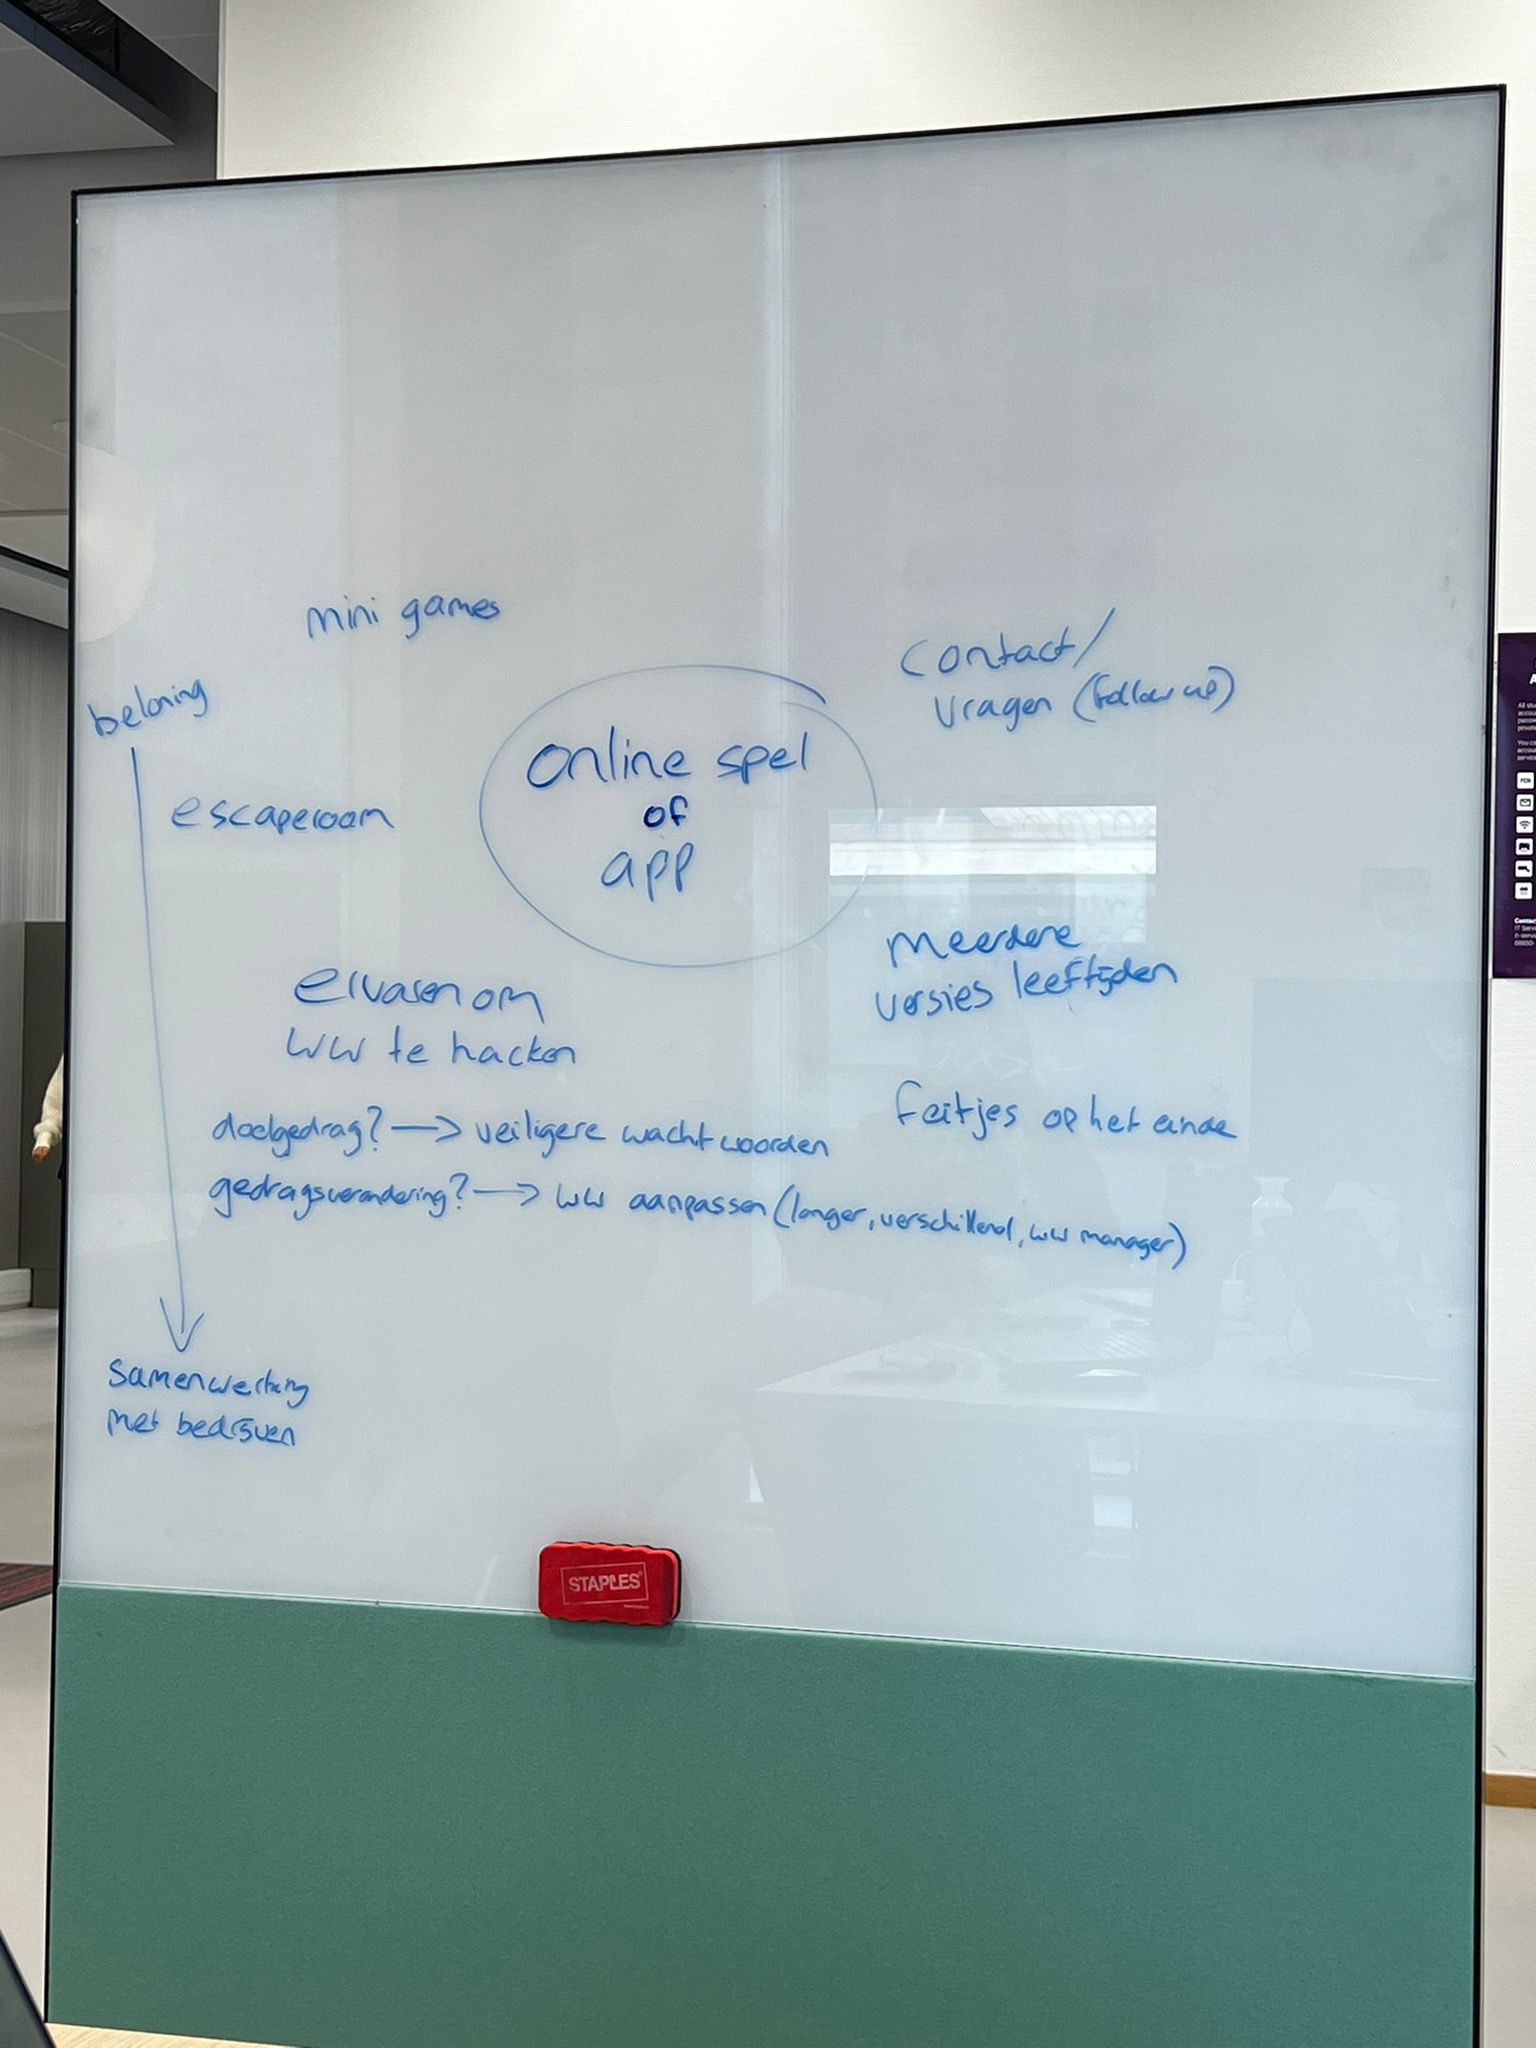 mini games
contact/
vragen (follow up)
beloning
online spel
of
app
escaperoom
meerdere
versies leeftijden
ervaren om
ww te hacken
feitjes op het einde
doelgedrag? → veiligere wachtwoorden
gedragsverandering? → ww aanpassen (langer, verschillend, ww manager)
samenwerking
met bedrijven
STAPLES